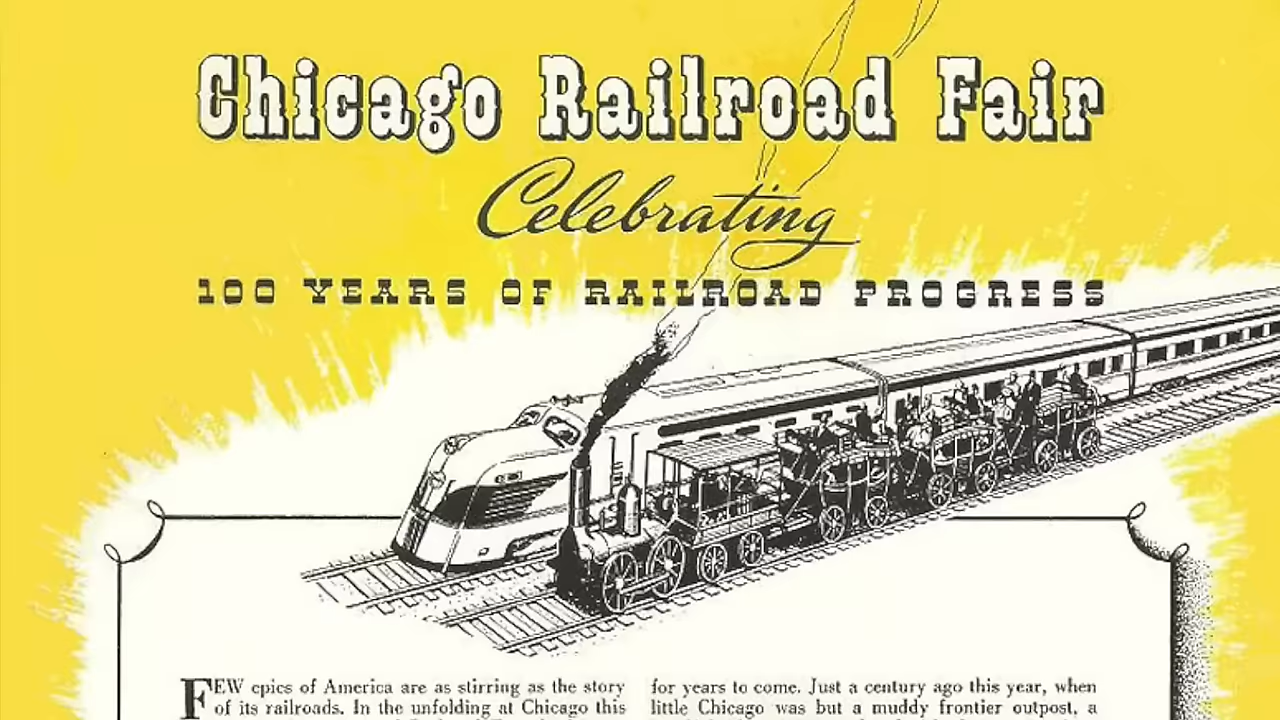 Chicago Railroad Fair
Celebrating
100 YEARS OF RAILROAD PROGRESS
FEW epics of America are as stirring as the story
of its railroads. In the unfolding at Chicago this
for years to come. Just a century ago this year, when
little Chicago was but a muddy frontier outpost, a